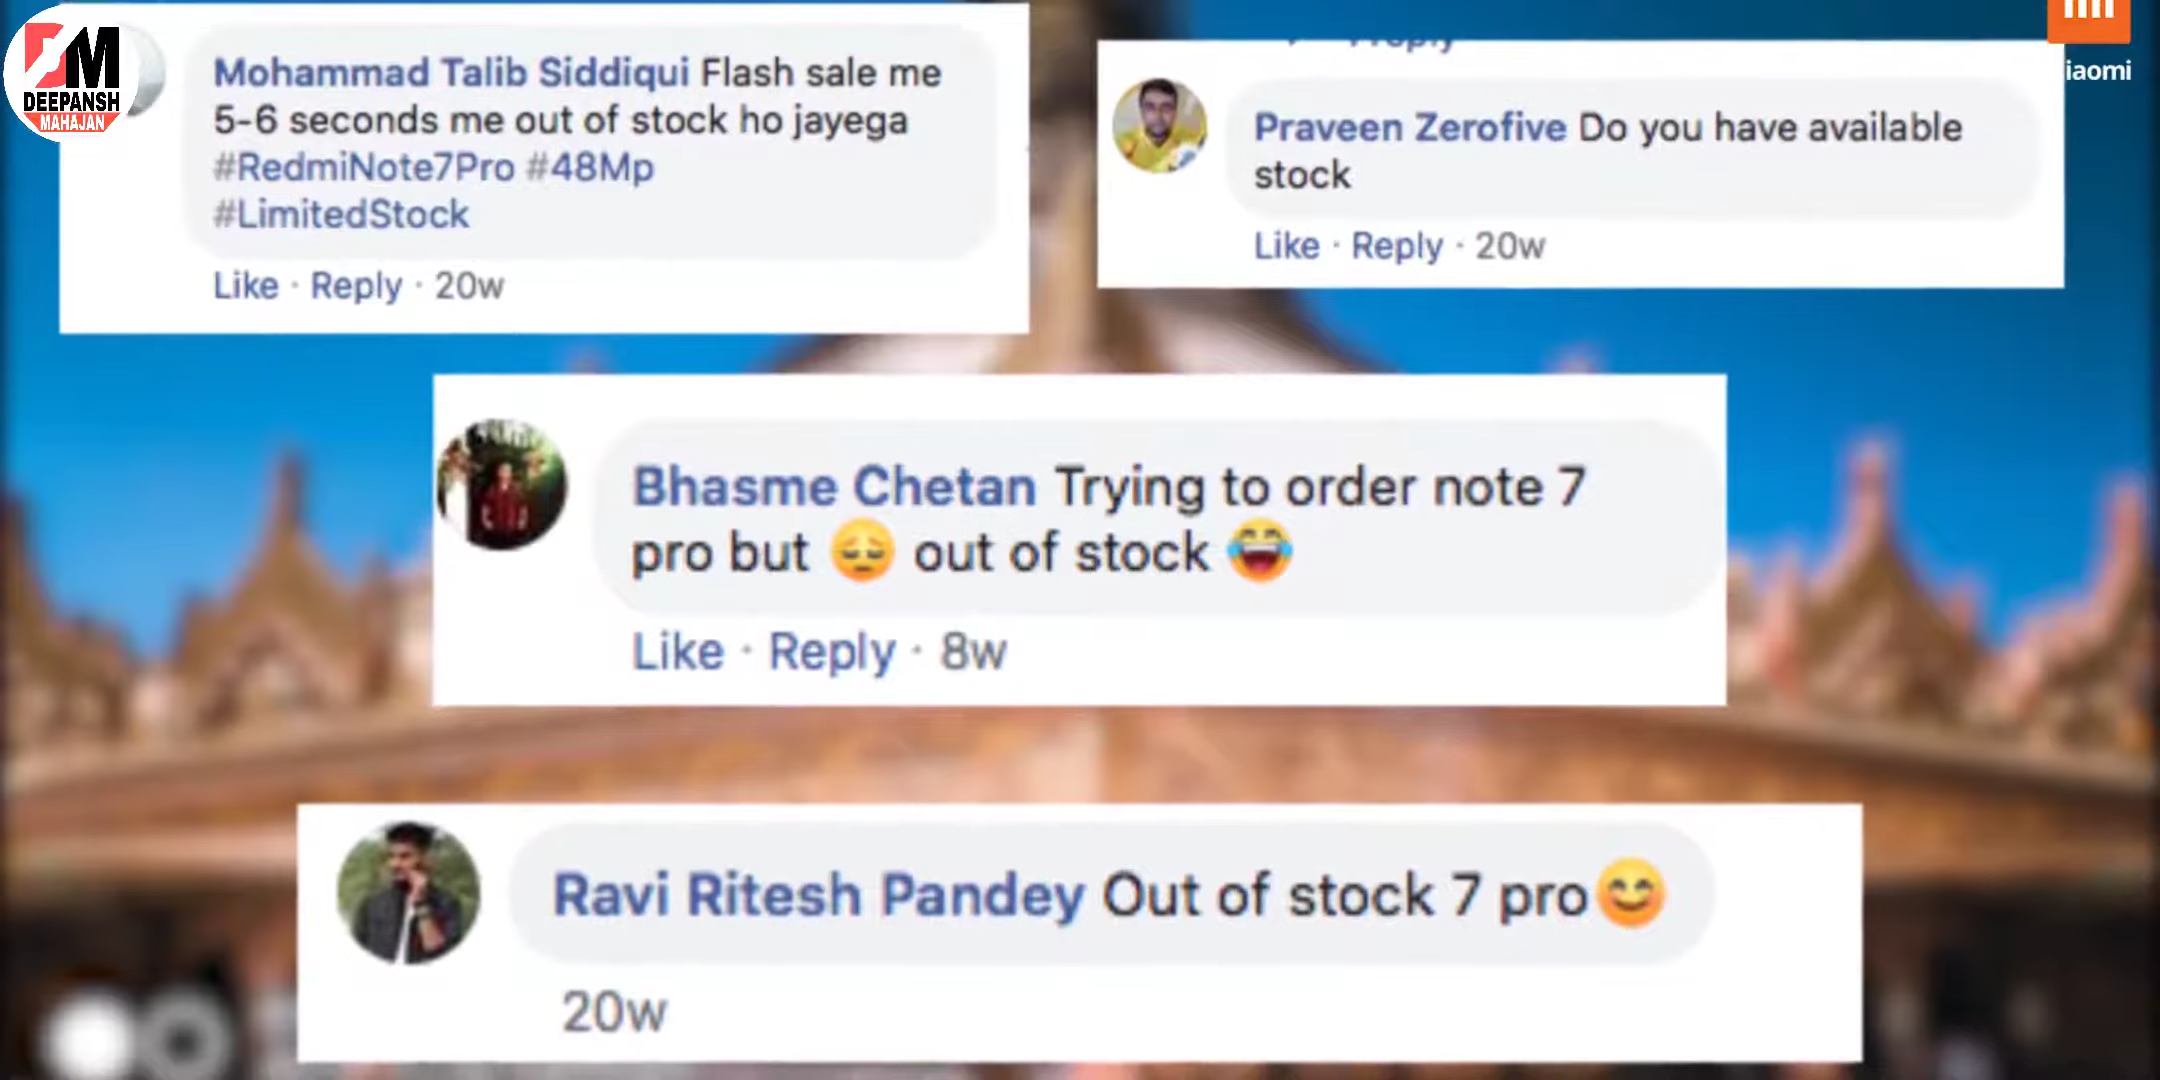 DM
DEEPANSH
MAHAJAN
Mohammad Talib Siddiqui Flash sale me
5-6 seconds me out of stock ho jayega
#RedmiNote7Pro #48Mp
#LimitedStock
Like · Reply · 20w
Reply
iaomi
Praveen Zerofive Do you have available
stock
Like · Reply · 20w
Bhasme Chetan Trying to order note 7
pro but 😔 out of stock 😂
Like · Reply · 8w
Ravi Ritesh Pandey Out of stock 7 pro😊
20w